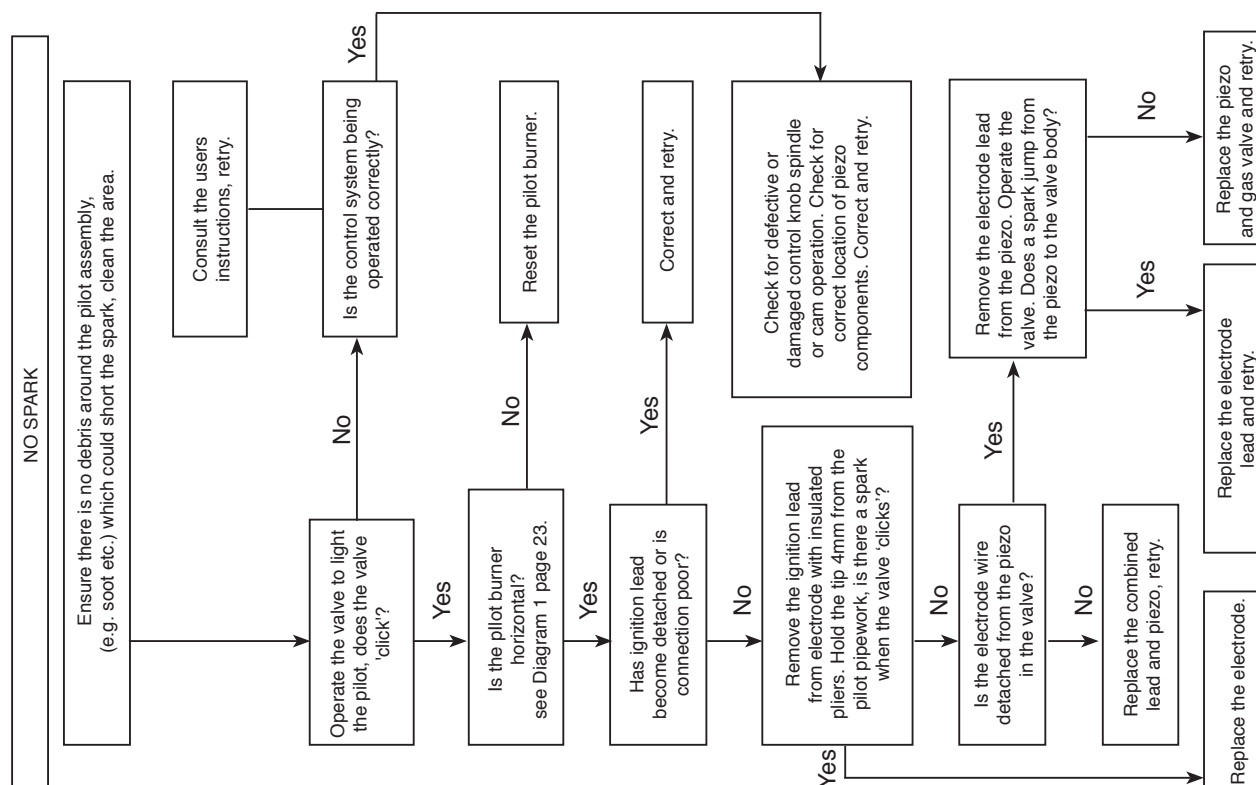 NO SPARK
Ensure there is no debris around the pilot assembly,
(e.g. soot etc.) which could short the spark, clean the area.
Operate the valve to light
the pilot, does the valve
'click'?
No
Is the control system being
operated correctly?
Yes
Consult the users
instructions, retry.
Yes
Is the pilot burner
horizontal?
see Diagram 1 page 23.
No
Reset the pilot burner.
Yes
Has ignition lead
become detached or is
connection poor?
Yes
Correct and retry.
No
Remove the ignition lead
from electrode with insulated
pliers. Hold the tip 4mm from the
pilot pipework, is there a spark
when the valve ‘clicks’?
Check for defective or
damaged control knob spindle
or cam operation. Check for
correct location of piezo
components. Correct and retry.
Yes
No
Is the electrode wire
detached from the piezo
in the valve?
Yes
Remove the electrode lead
from the piezo. Operate the
valve. Does a spark jump from
the piezo to the valve body?
No
Replace the combined
lead and piezo, retry.
Yes
No
Replace the electrode.
Replace the electrode
lead and retry.
Replace the piezo
and gas valve and retry.